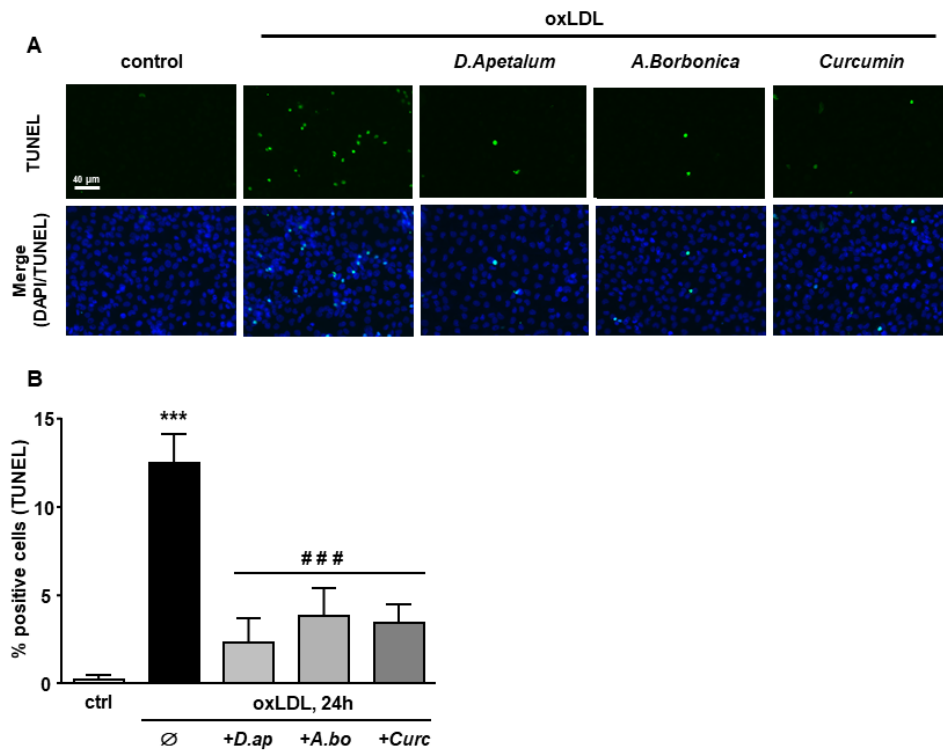 oxLDL
A
control
D.Apetalum
A.Borbonica
Curcumin
TUNEL
40 µm
Merge
(DAPI/TUNEL)
B
% positive cells (TUNEL)
15
10
5
0
***
# # #
ctrl
oxLDL, 24h
∅
+D.ap
+A.bo
+Curc